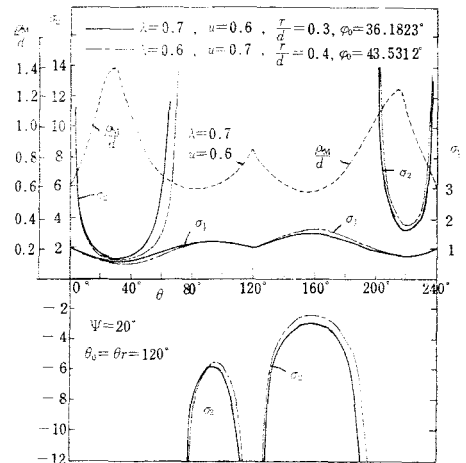 λ=0.7 , u=0.6 , r/d=0.3, φ₀=36.1823°
λ=0.6 , u=0.7 , r/d=0.4, φ₀=43.5312°
ρM/d
σ₂
1.4 14
1.2 12
1.0 10
0.8 8
0.6 6
0.4 4
0.2 2
ρM/d
λ=0.7
u=0.6
ρM/d
σ₂
σ₂
σ₁
σ₁
3
2
1
0° 40° 80° 120° 160° 200° 240°
θ
−2
−4
−6
−8
−10
−12
Ψ=20°
θ₀=θr=120°
σ₂
σ₂